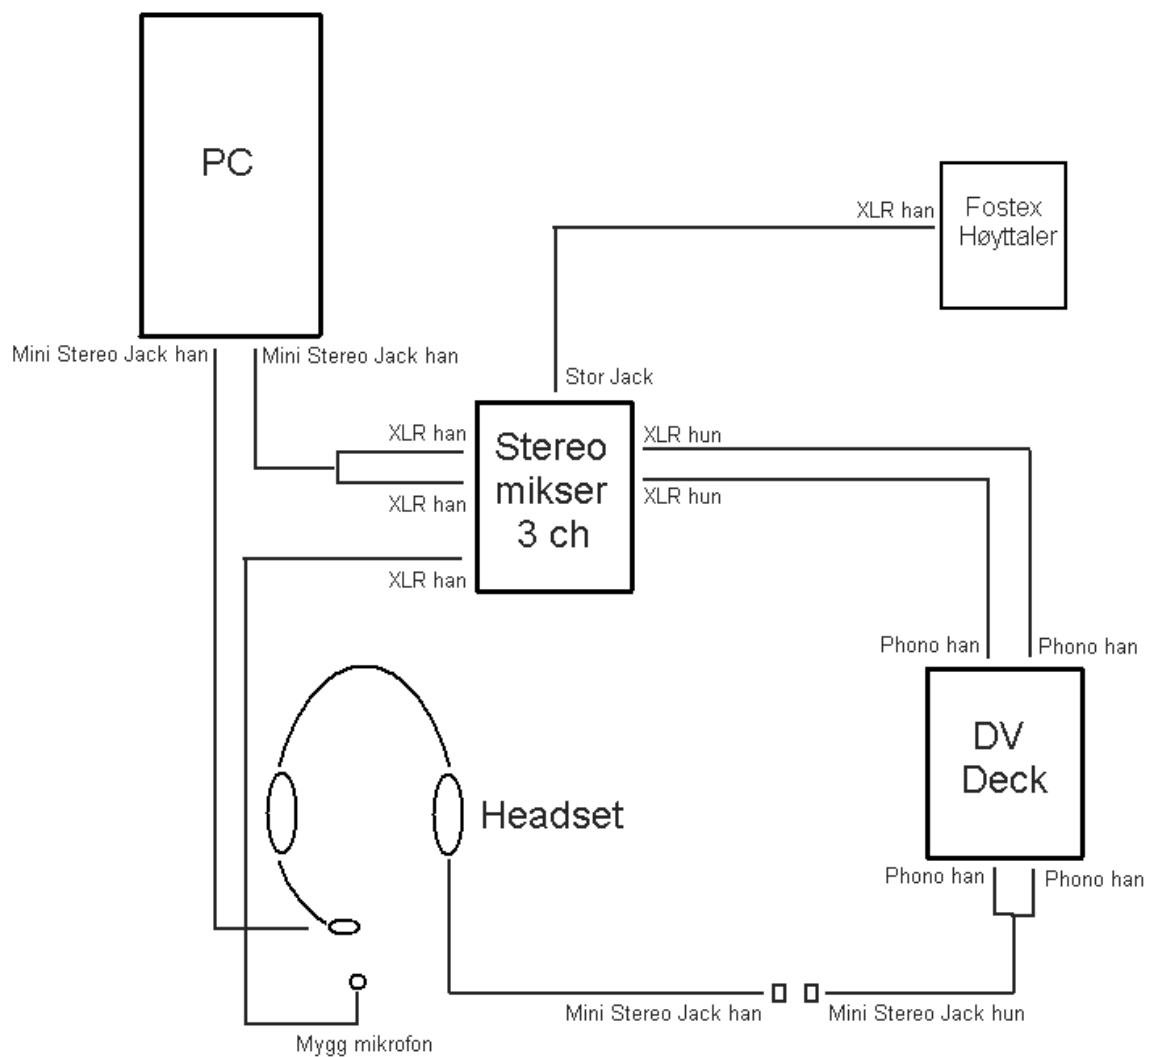 PC
XLR han
Fostex
Høyttaler
Mini Stereo Jack han
Mini Stereo Jack han
Stor Jack
XLR han
Stereo
mikser
3 ch
XLR hun
XLR han
XLR hun
XLR han
Phono han
Phono han
DV
Deck
Headset
Phono han
Phono han
Mini Stereo Jack han
Mini Stereo Jack hun
Mygg mikrofon